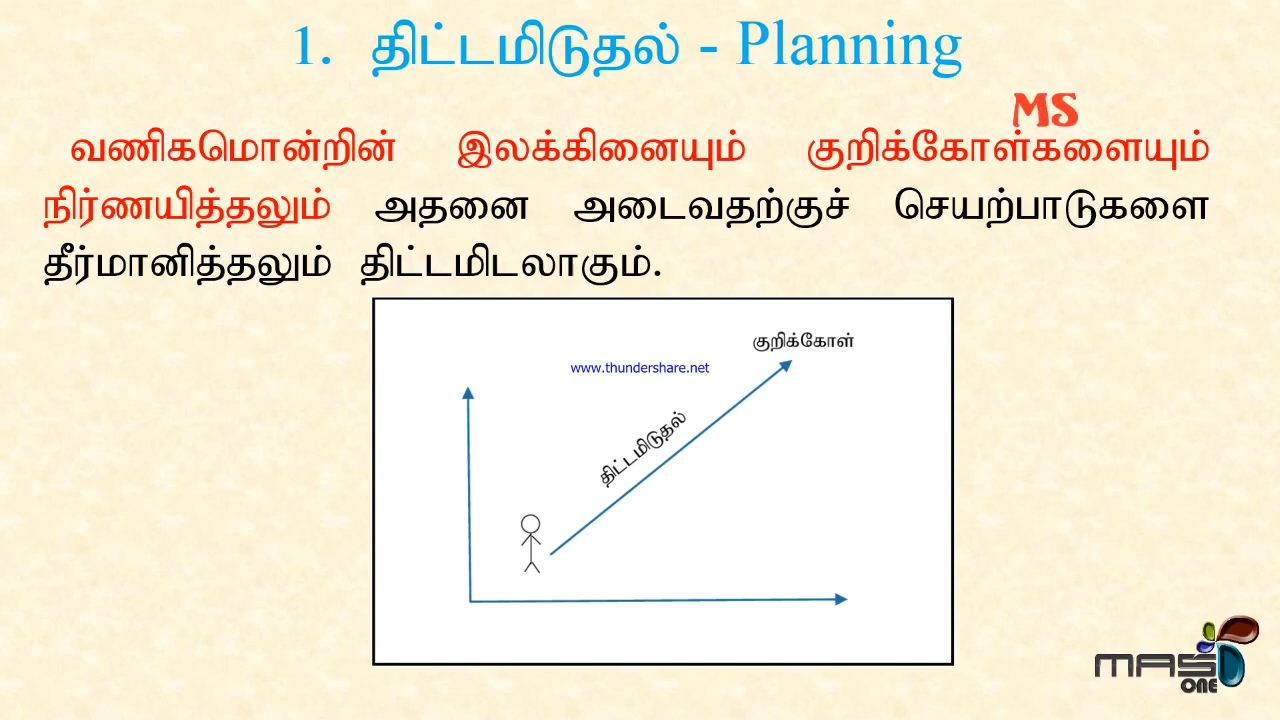 1. திட்டமிடுதல் - Planning
MS
வணிகமொன்றின் இலக்கினையும் குறிக்கோள்களையும்
நிர்ணயித்தலும் அதனை அடைவதற்குச் செயற்பாடுகளை
தீர்மானித்தலும் திட்டமிடலாகும்.
குறிக்கோள்
www.thundershare.net
திட்டமிடுதல்
MAS
ONE